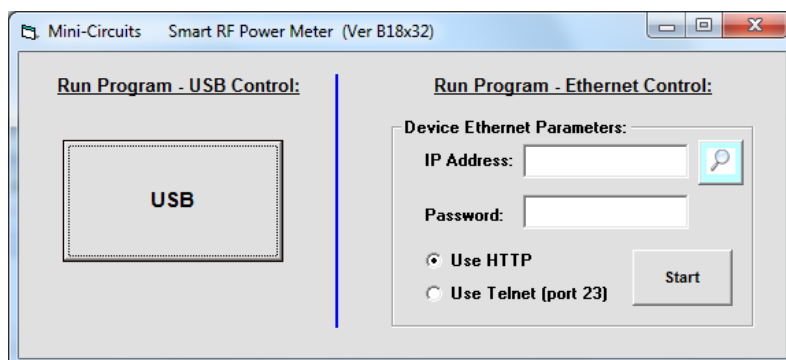 Mini-Circuits Smart RF Power Meter (Ver B18x32)
Run Program - USB Control:
USB
Run Program - Ethernet Control:
Device Ethernet Parameters:
IP Address:
Password:
Use HTTP
Use Telnet (port 23)
Start